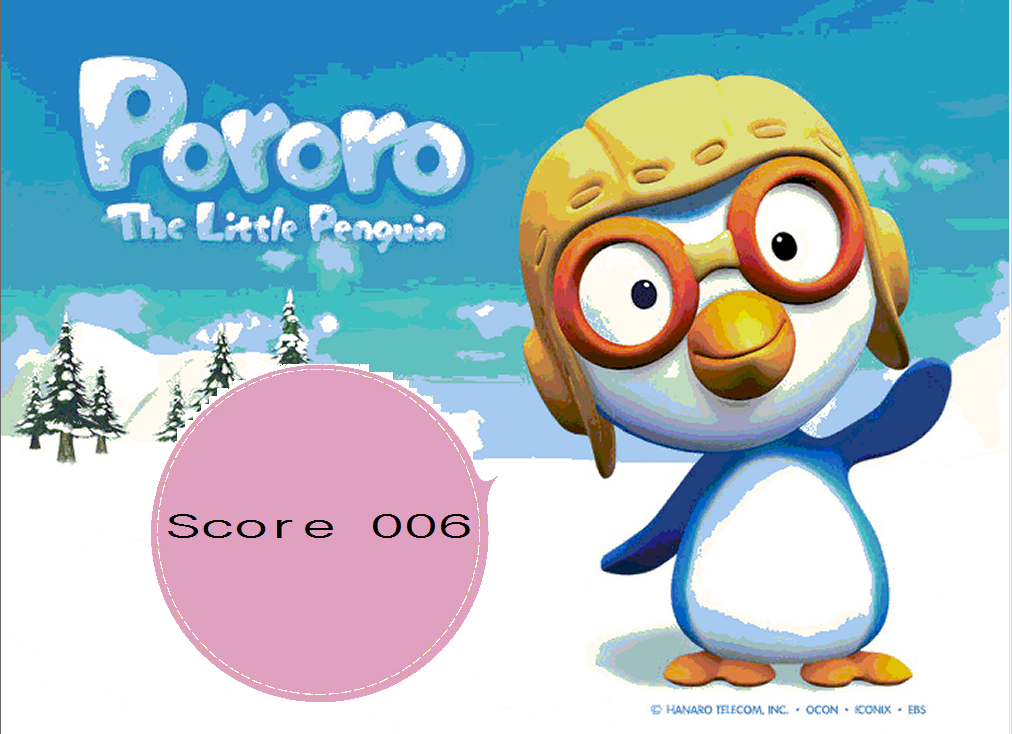 Pororo
The Little Penguin
Score 006
© HANARO TELECOM, INC. • OCON • ICONIX • EBS